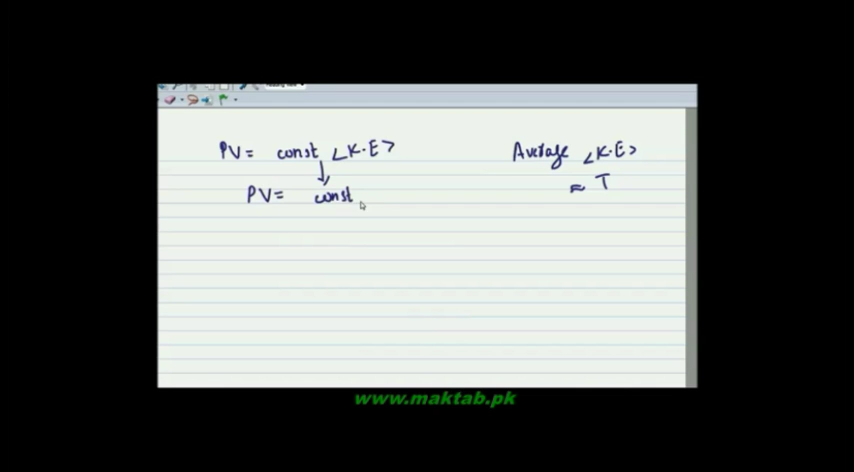 PV = const <K.E>
Average <K.E>
≈ T
PV = const
www.maktab.pk